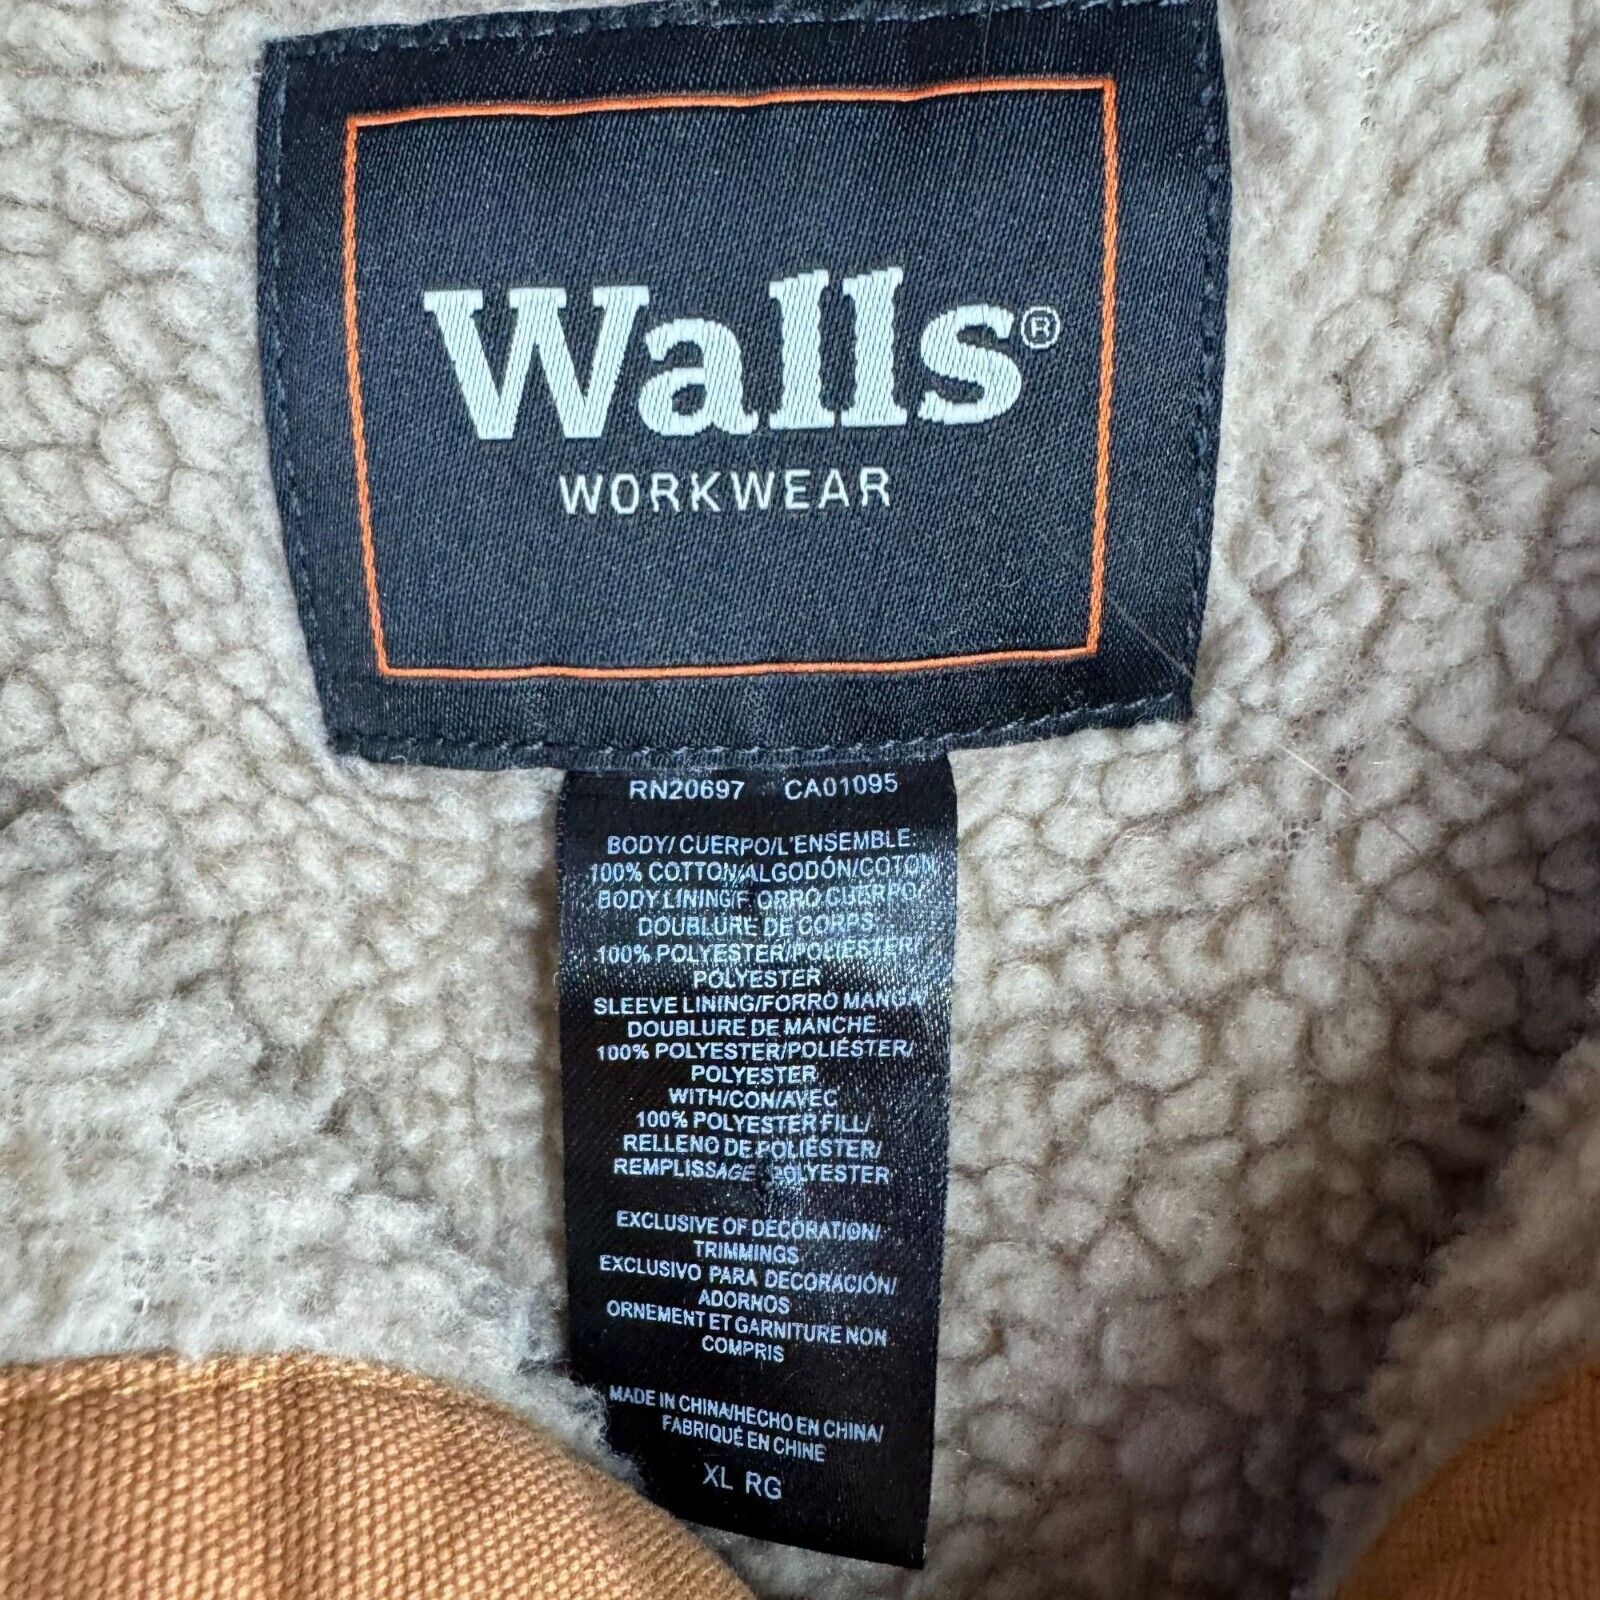 Walls®
WORKWEAR
RN20697 CA01095
BODY/ CUERPO/L'ENSEMBLE:
100% COTTON/ALGODÓN/COTON
BODY LINING/FORRO CUERPO/
DOUBLURE DE CORPS
100% POLYESTER/POLIÉSTER/
POLYESTER
SLEEVE LINING/FORRO MANGA/
DOUBLURE DE MANCHE:
100% POLYESTER/POLIÉSTER/
POLYESTER
WITH/CON/AVEC
100% POLYESTER FILL/
RELLENO DE POLIÉSTER/
REMPLISSAGE POLYESTER
EXCLUSIVE OF DECORATION/
TRIMMINGS
EXCLUSIVO PARA DECORACIÓN/
ADORNOS
ORNEMENT ET GARNITURE NON
COMPRIS
MADE IN CHINA/HECHO EN CHINA/
FABRIQUÉ EN CHINE
XL RG